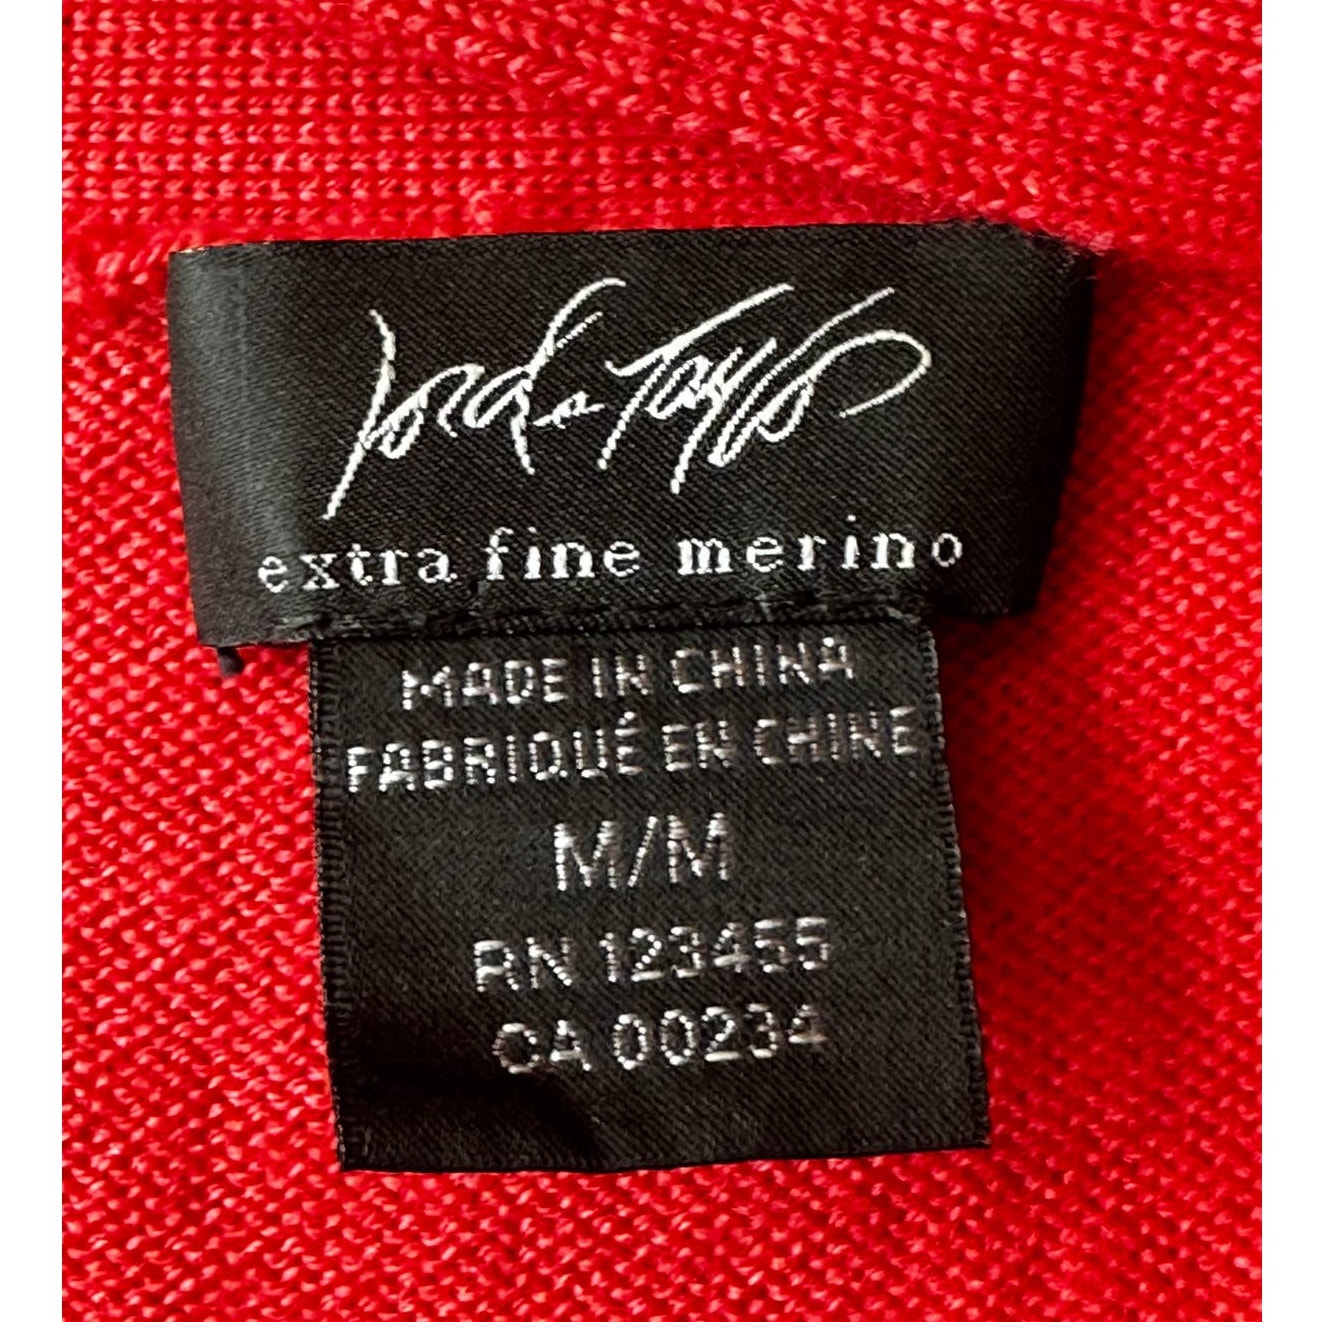 Lord & Taylor
extra fine merino
MADE IN CHINA
FABRIQUÉ EN CHINE
M/M
RN 123455
CA 00234